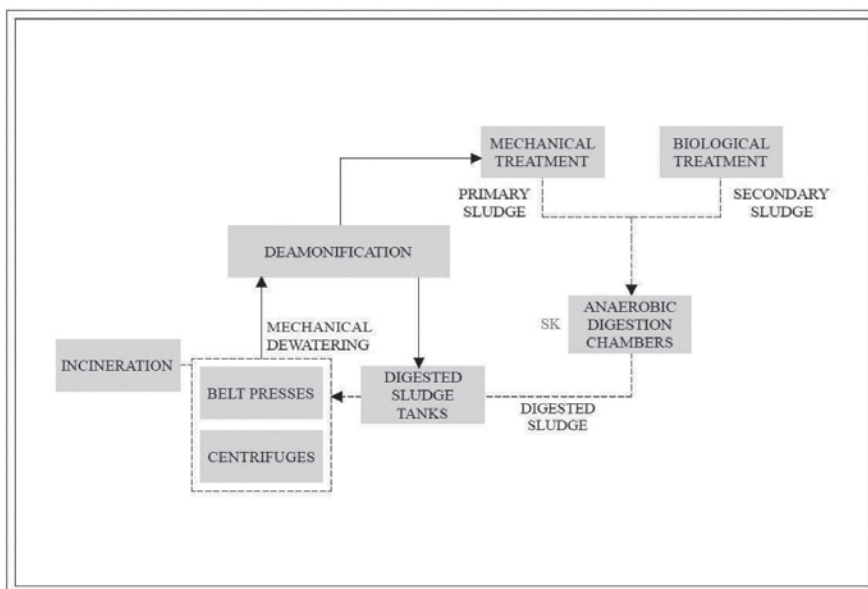 MECHANICAL
TREATMENT
BIOLOGICAL
TREATMENT
PRIMARY
SLUDGE
SECONDARY
SLUDGE
DEAMONIFICATION
SK
ANAEROBIC
DIGESTION
CHAMBERS
MECHANICAL
DEWATERING
INCINERATION
BELT PRESSES
DIGESTED
SLUDGE
TANKS
DIGESTED
SLUDGE
CENTRIFUGES